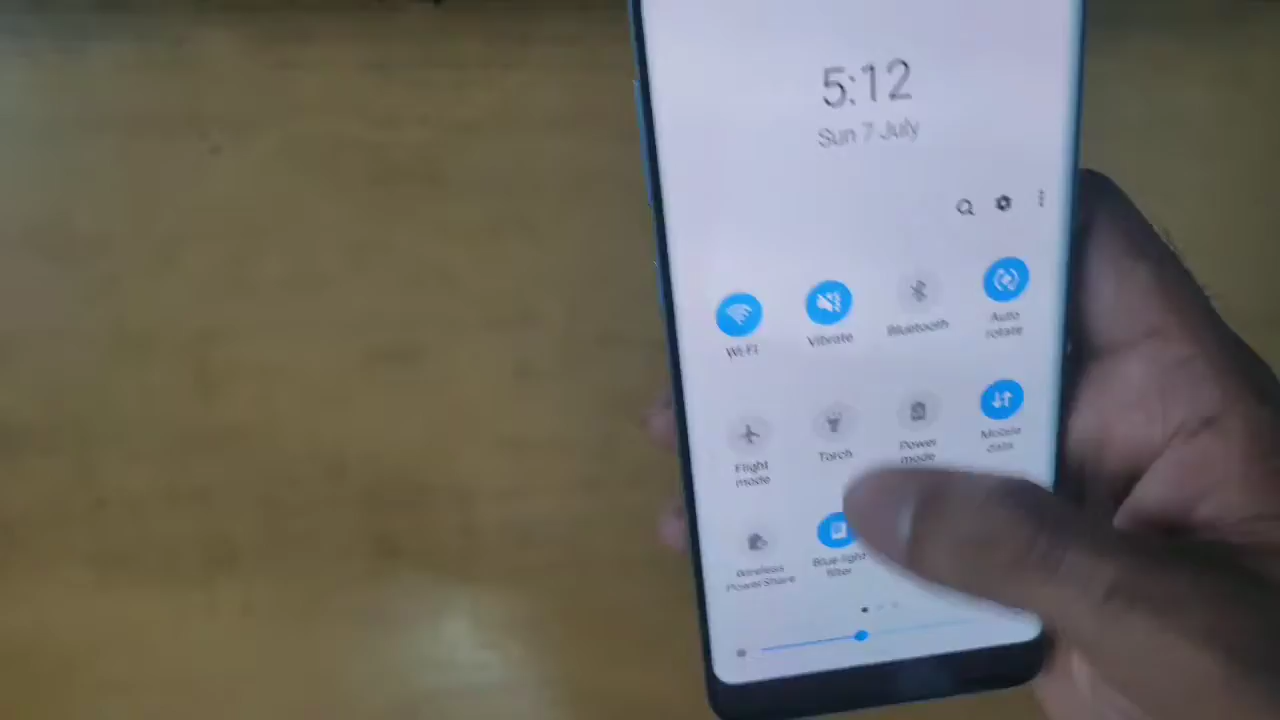 5:12
Sun 7 July
Wi-Fi
Vibrate
Bluetooth
Auto
rotate
Flight
mode
Torch
Power
mode
Mobile
data
Wireless
PowerShare
Blue light
filter